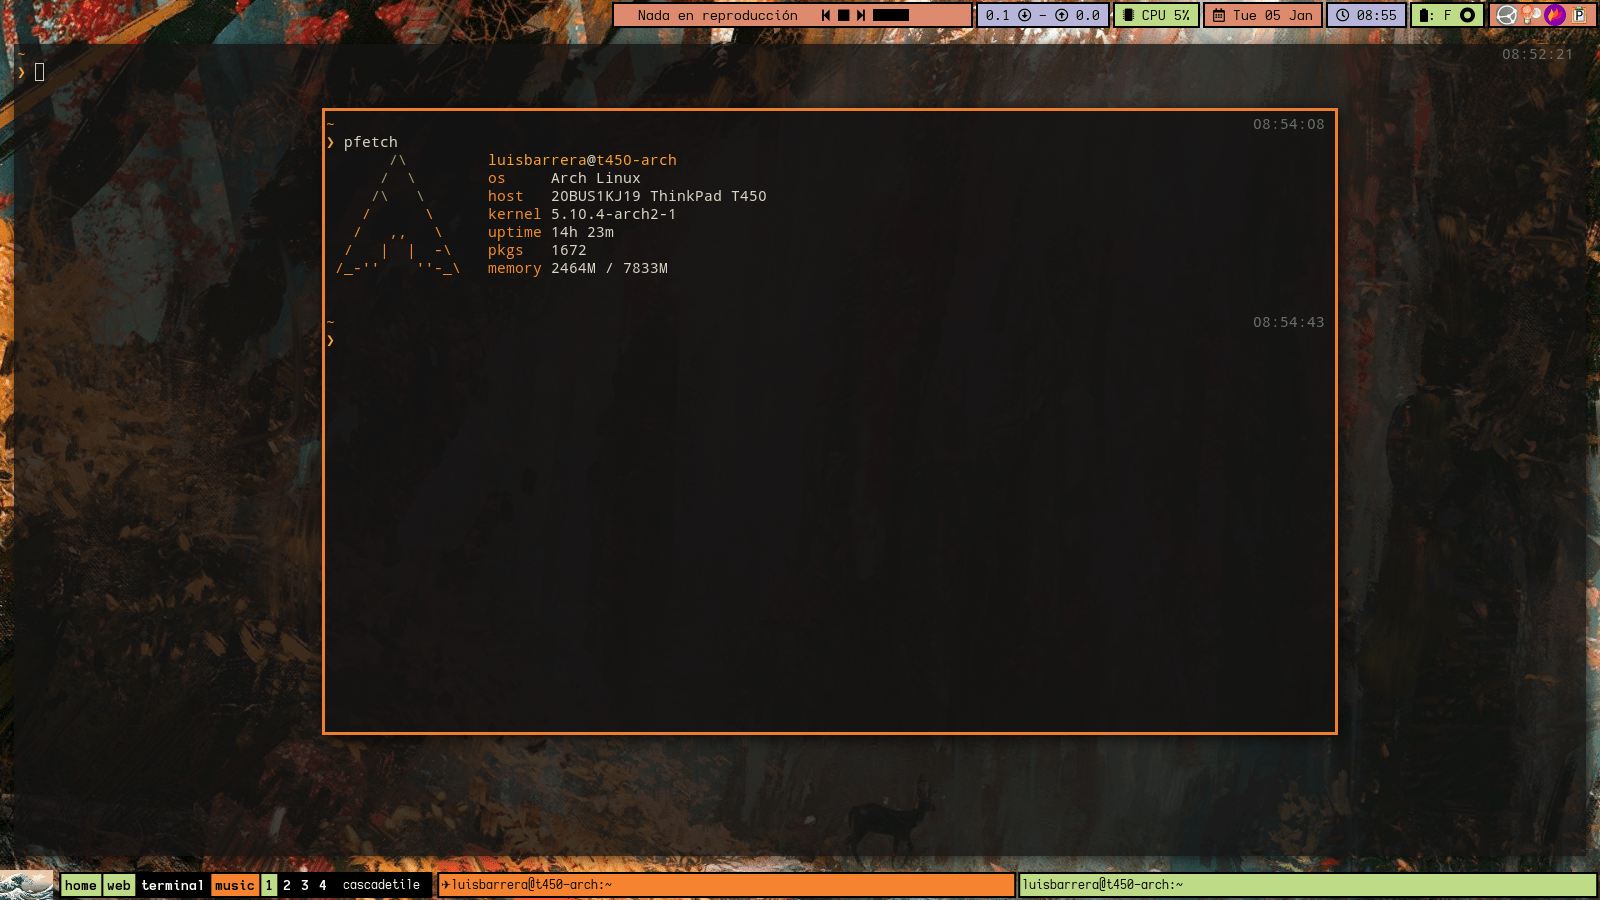 Nada en reproducción
0.1 – 0.0
CPU 5%
Tue 05 Jan
08:55
: F
P
~ 08:52:21
❯
~ 08:54:08
❯ pfetch
luisbarrera@t450-arch
os Arch Linux
host 20BUS1KJ19 ThinkPad T450
kernel 5.10.4-arch2-1
uptime 14h 23m
pkgs 1672
memory 2464M / 7833M
~ 08:54:43
❯
home web terminal music 1 2 3 4 cascadetile
✈luisbarrera@t450-arch:~
luisbarrera@t450-arch:~